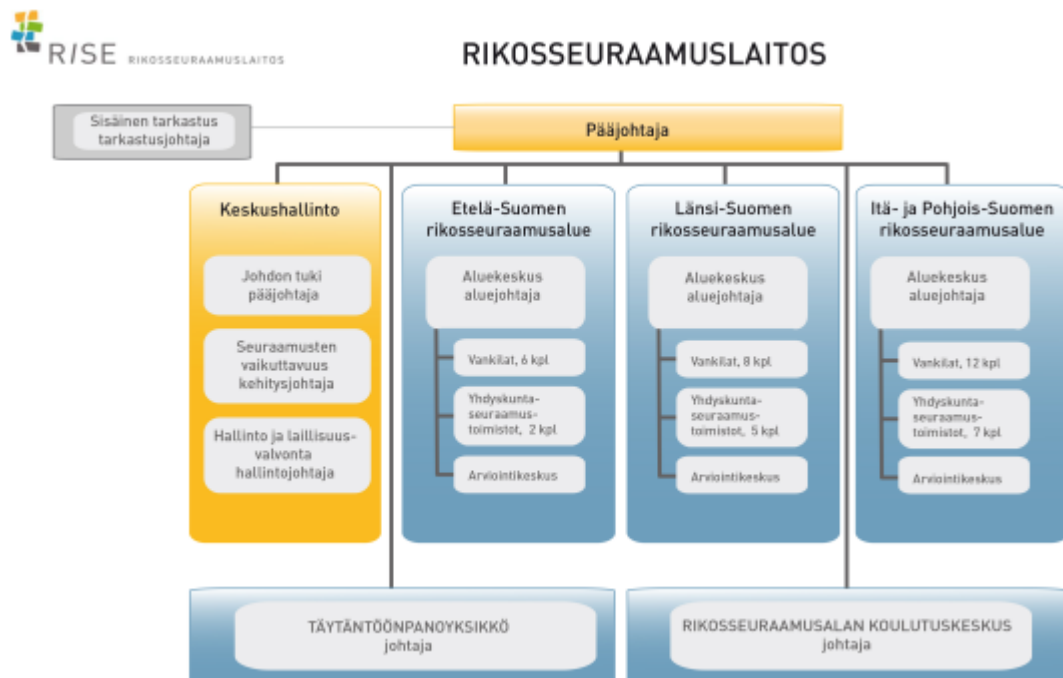 RISE RIKOSSEURAAMUSLAITOS
RIKOSSEURAAMUSLAITOS
Sisäinen tarkastus
tarkastusjohtaja
Pääjohtaja
Keskushallinto
Johdon tuki
pääjohtaja
Seuraamusten
vaikuttavuus
kehitysjohtaja
Hallinto ja laillisuus-
valvonta
hallintojohtaja
Etelä-Suomen
rikosseuraamusalue
Aluekeskus
aluejohtaja
Vankilat, 6 kpl
Yhdyskunta-
seuraamus-
toimistot, 2 kpl
Arviointikeskus
Länsi-Suomen
rikosseuraamusalue
Aluekeskus
aluejohtaja
Vankilat, 8 kpl
Yhdyskunta-
seuraamus-
toimistot, 5 kpl
Arviointikeskus
Itä- ja Pohjois-Suomen
rikosseuraamusalue
Aluekeskus
aluejohtaja
Vankilat, 12 kpl
Yhdyskunta-
seuraamus-
toimistot, 7 kpl
Arviointikeskus
TÄYTÄNTÖÖNPANOYKSIKKÖ
johtaja
RIKOSSEURAAMUSALAN KOULUTUSKESKUS
johtaja